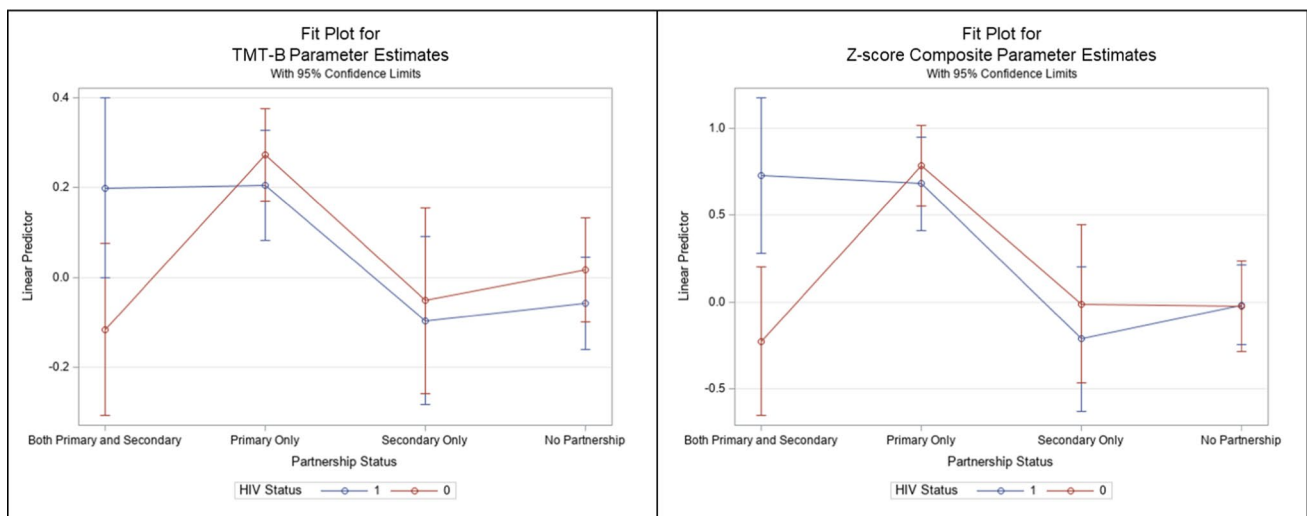 Fit Plot for
TMT-B Parameter Estimates
With 95% Confidence Limits
0.4
0.2
0.0
-0.2
Linear Predictor
Both Primary and Secondary
Primary Only
Secondary Only
No Partnership
Partnership Status
HIV Status 1 0
Fit Plot for
Z-score Composite Parameter Estimates
With 95% Confidence Limits
1.0
0.5
0.0
-0.5
Linear Predictor
Both Primary and Secondary
Primary Only
Secondary Only
No Partnership
Partnership Status
HIV Status 1 0